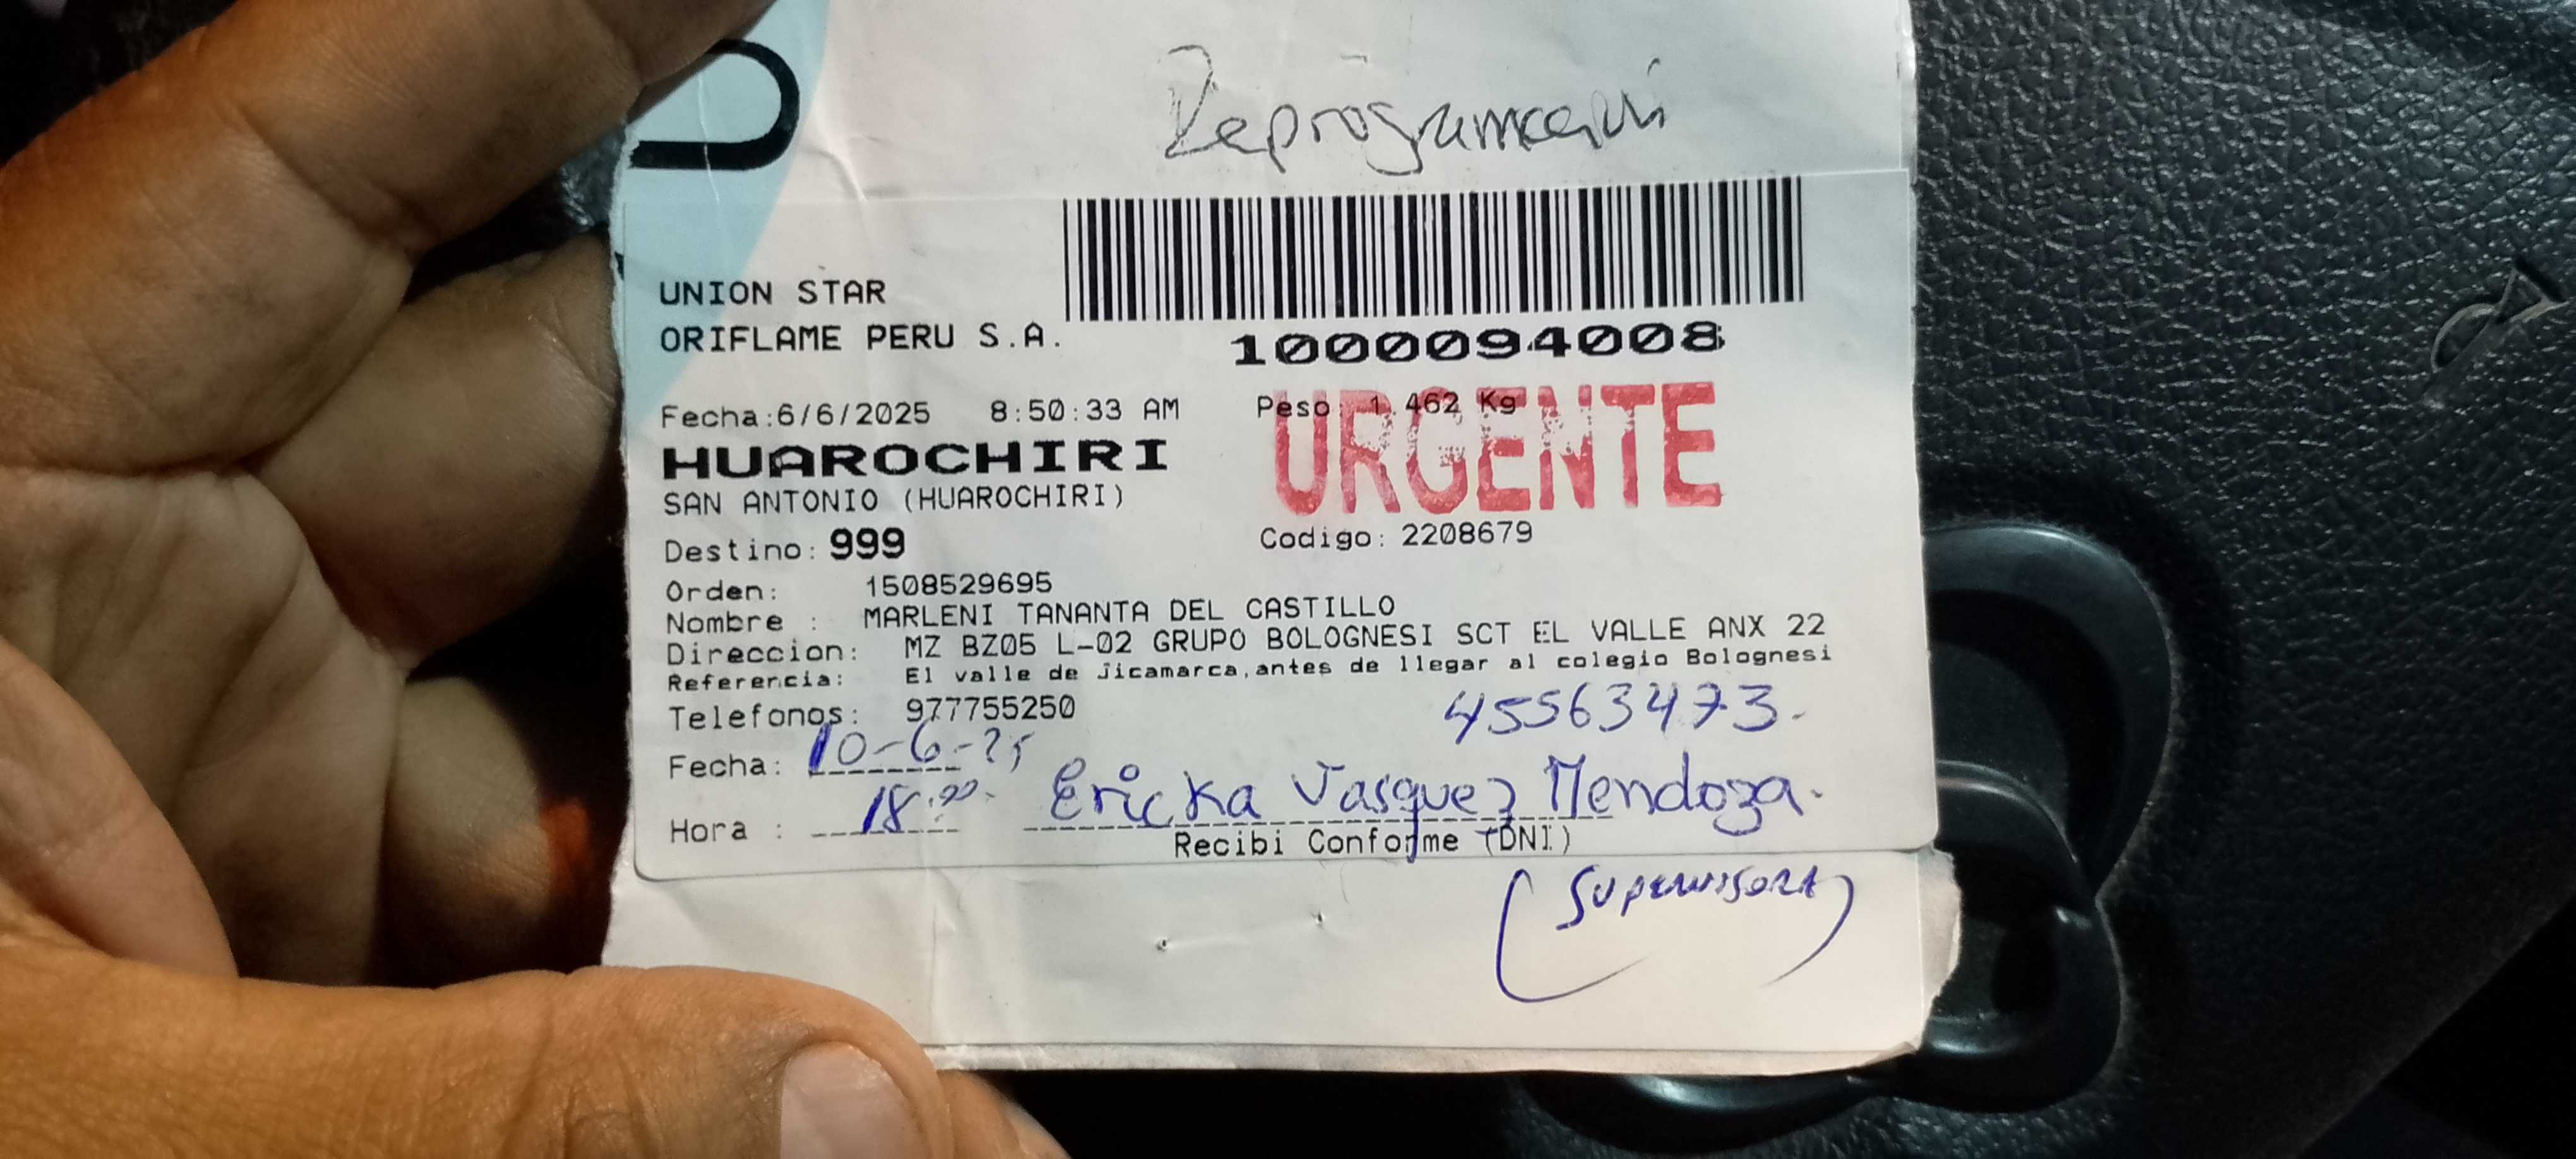 Reprogramación
UNION STAR
ORIFLAME PERU S.A.
1000094008
Fecha:6/6/2025 8:50:33 AM Peso: 1.462 Kg
HUAROCHIRI
URGENTE
SAN ANTONIO (HUAROCHIRI)
Destino: 999 Codigo: 2208679
Orden: 1508529695
Nombre : MARLENI TANANTA DEL CASTILLO
Direccion: MZ BZ05 L-02 GRUPO BOLOGNESI SCT EL VALLE ANX 22
Referencia: El valle de Jicamarca,antes de llegar al colegio Bolognesi
Telefonos: 977755250 45563473.
Fecha: 10-6-25
Hora : 18:00 Ericka Vasquez Mendoza.
Recibi Conforme (DNI)
(SUPERVISORA)